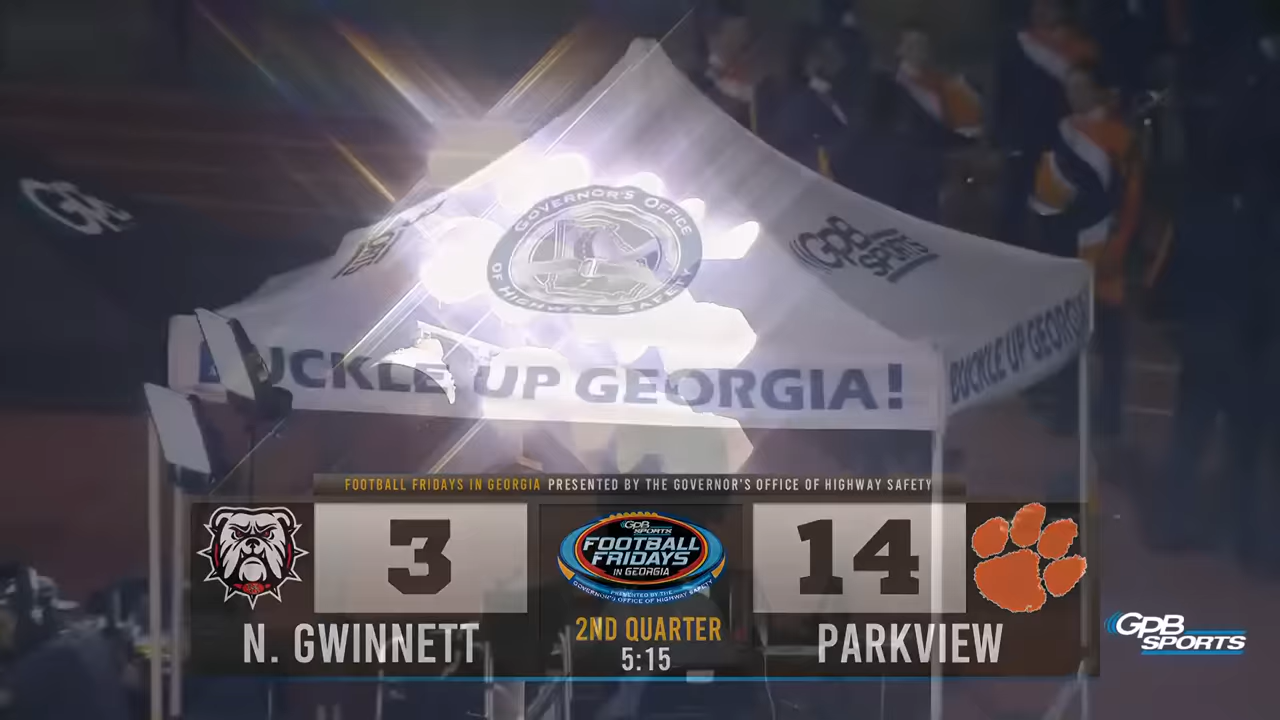 GPB
SPORTS
GOVERNOR'S OFFICE
OF HIGHWAY SAFETY
GPB
SPORTS
BUCKLE UP GEORGIA!
BUCKLE UP GEORGIA
FOOTBALL FRIDAYS IN GEORGIA PRESENTED BY THE GOVERNOR'S OFFICE OF HIGHWAY SAFETY
3
GPB
SPORTS
FOOTBALL
FRIDAYS
IN GEORGIA
PRESENTED BY THE
GOVERNOR'S OFFICE OF HIGHWAY SAFETY
14
N. GWINNETT
2ND QUARTER
5:15
PARKVIEW
GPB
SPORTS